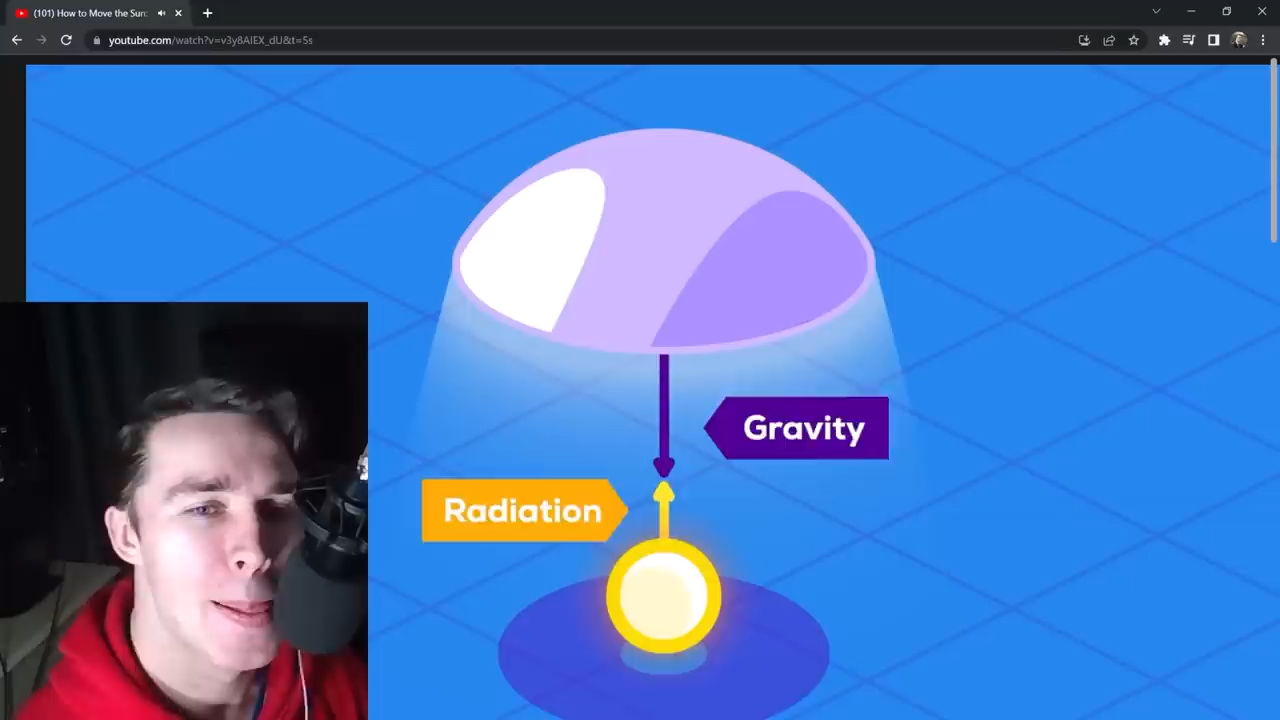 (101) How to Move the Sun:
youtube.com/watch?v=v3y8AIEX_dU&t=5s
Gravity
Radiation